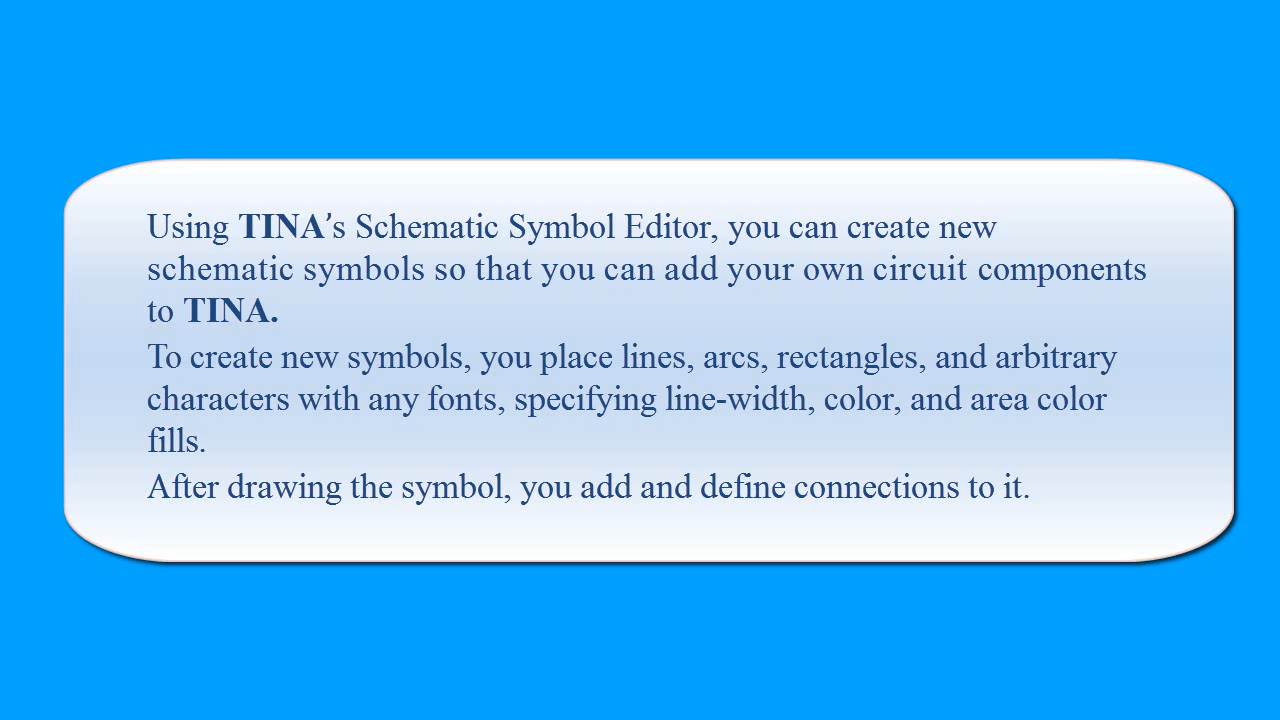 Using TINA’s Schematic Symbol Editor, you can create new
schematic symbols so that you can add your own circuit components
to TINA.
To create new symbols, you place lines, arcs, rectangles, and arbitrary
characters with any fonts, specifying line-width, color, and area color
fills.
After drawing the symbol, you add and define connections to it.